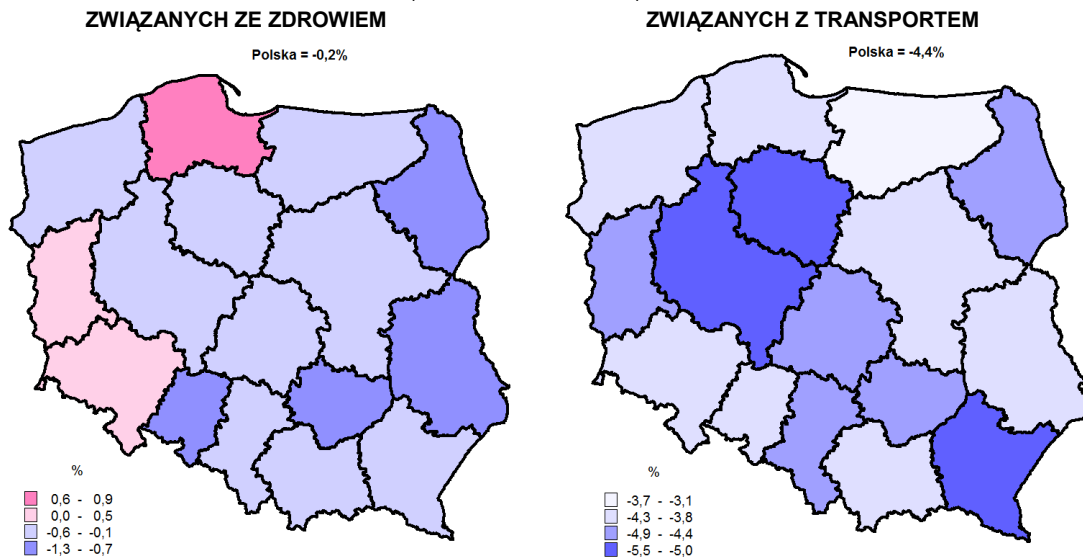 ZWIĄZANYCH ZE ZDROWIEM
Polska = -0,2%
%
0,6 - 0,9
0,0 - 0,5
-0,6 - -0,1
-1,3 - -0,7
ZWIĄZANYCH Z TRANSPORTEM
Polska = -4,4%
%
-3,7 - -3,1
-4,3 - -3,8
-4,9 - -4,4
-5,5 - -5,0